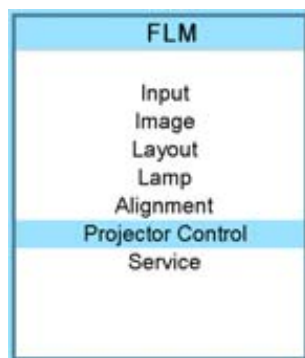 FLM
Input
Image
Layout
Lamp
Alignment
Projector Control
Service